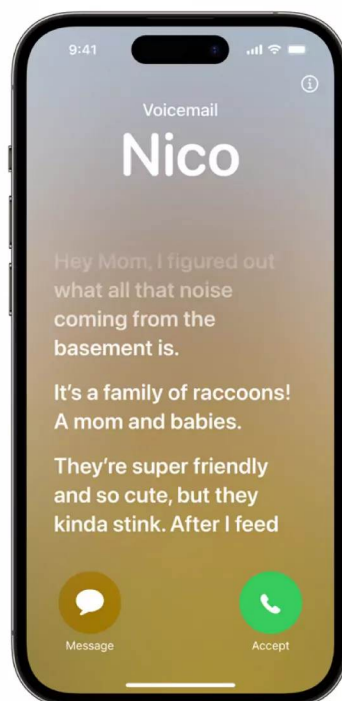 9:41
Voicemail
Nico
Hey Mom, I figured out
what all that noise
coming from the
basement is.
It's a family of raccoons!
A mom and babies.
They're super friendly
and so cute, but they
kinda stink. After I feed
Message
Accept